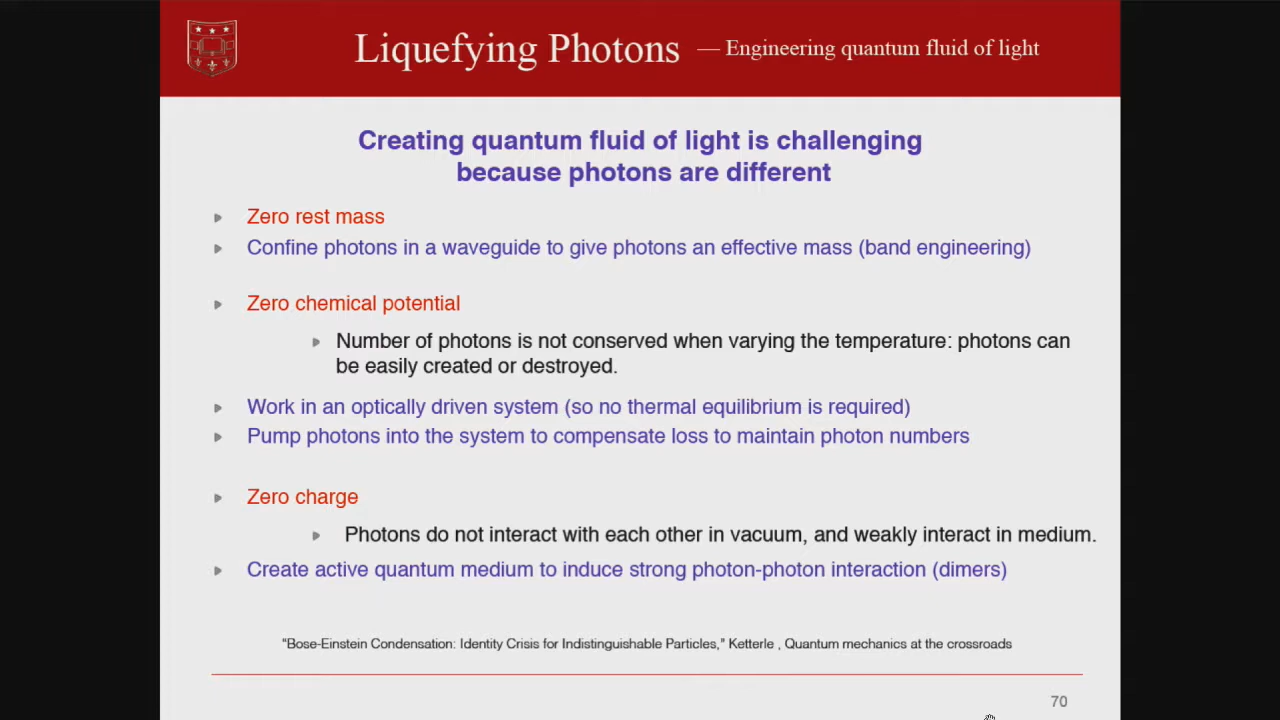 Liquefying Photons — Engineering quantum fluid of light
Creating quantum fluid of light is challenging
because photons are different
Zero rest mass
Confine photons in a waveguide to give photons an effective mass (band engineering)
Zero chemical potential
Number of photons is not conserved when varying the temperature: photons can
be easily created or destroyed.
Work in an optically driven system (so no thermal equilibrium is required)
Pump photons into the system to compensate loss to maintain photon numbers
Zero charge
Photons do not interact with each other in vacuum, and weakly interact in medium.
Create active quantum medium to induce strong photon-photon interaction (dimers)
"Bose-Einstein Condensation: Identity Crisis for Indistinguishable Particles," Ketterle , Quantum mechanics at the crossroads
70